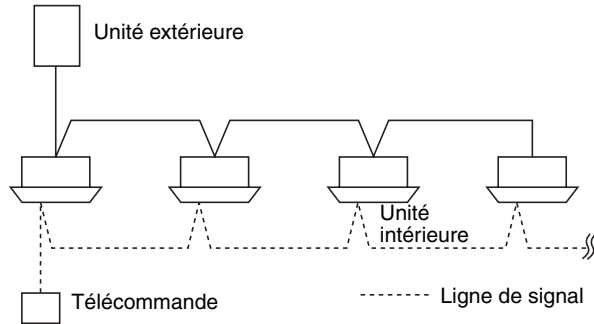 Unité extérieure
Unité
intérieure
Télécommande
Ligne de signal